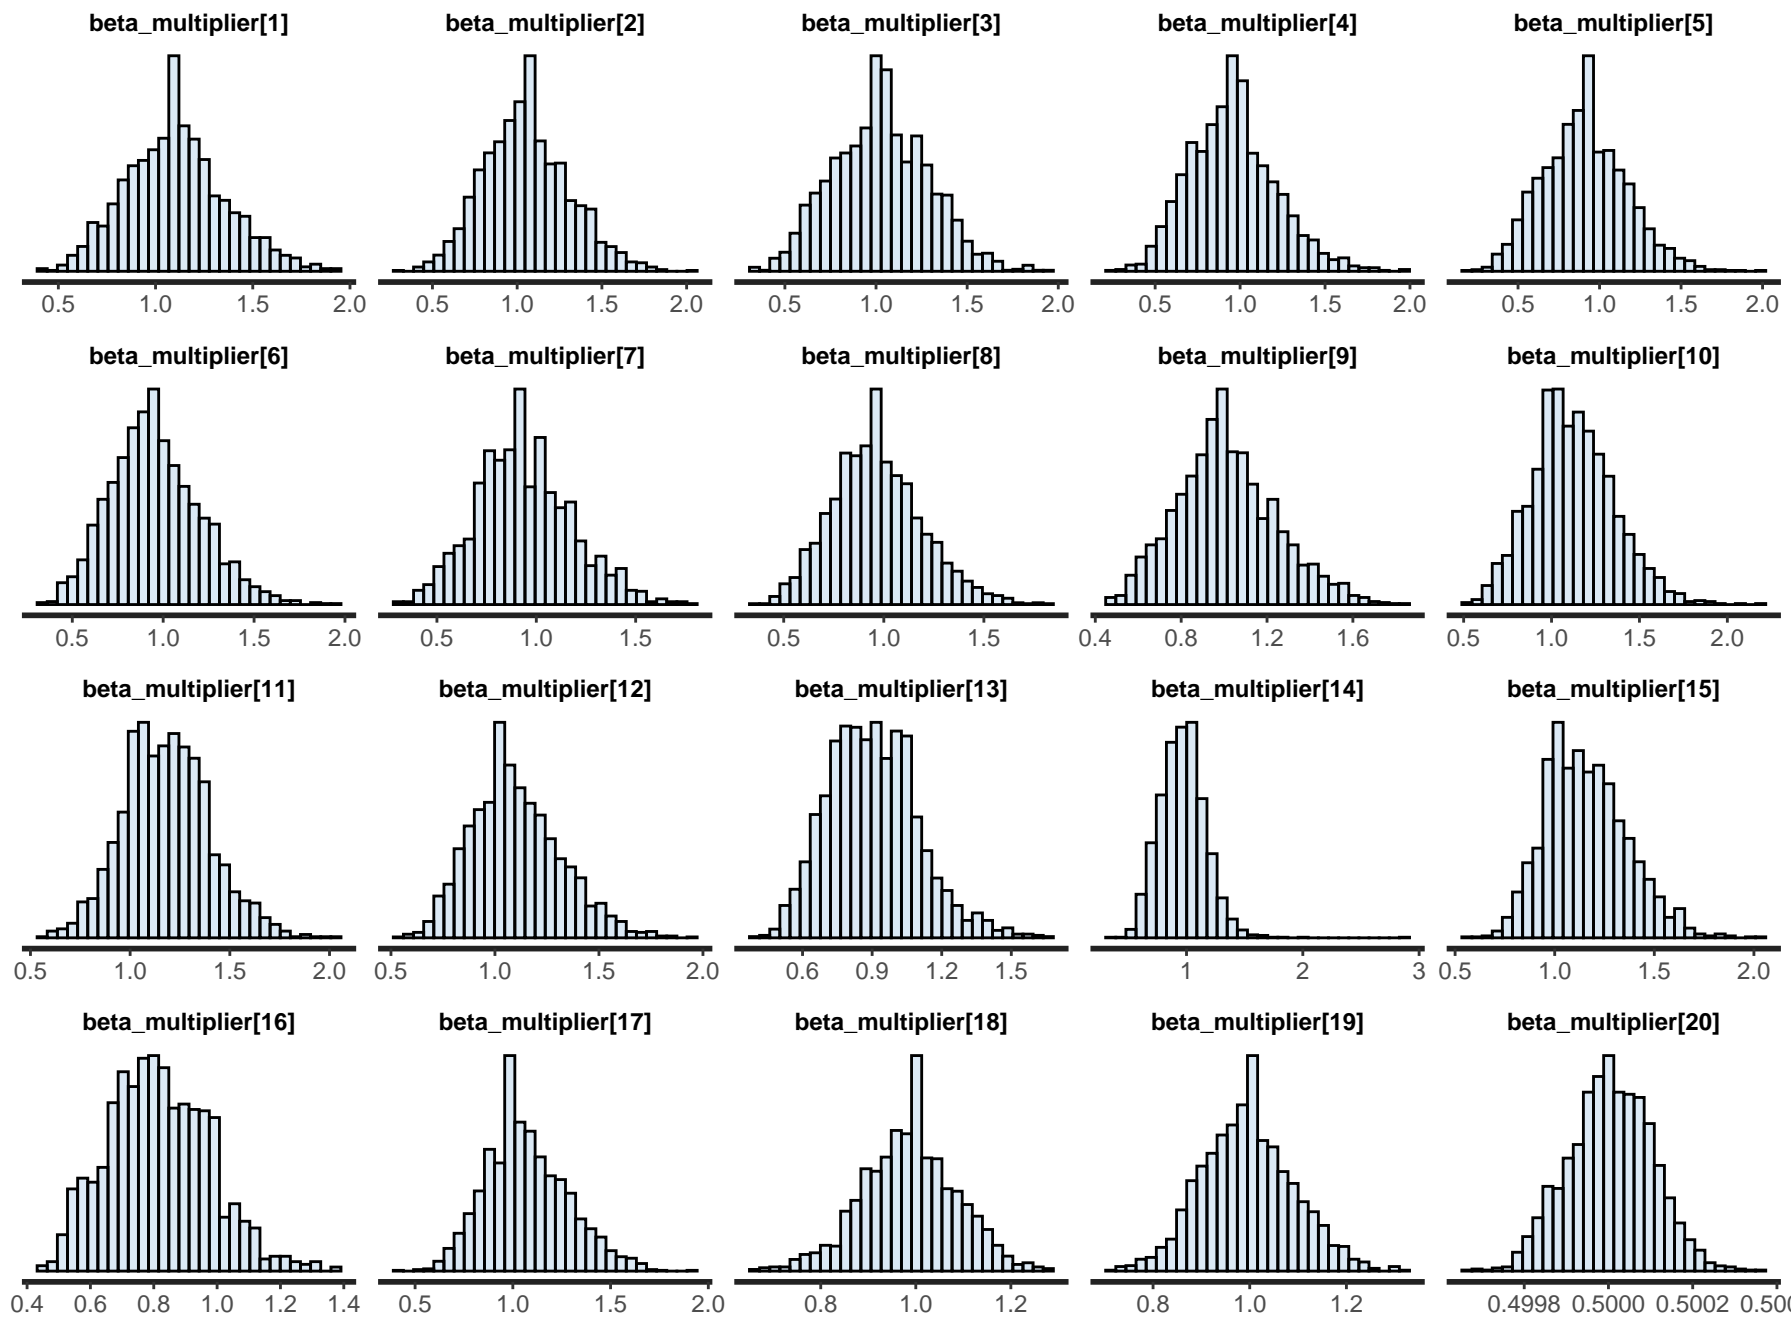 beta_multiplier[1] beta_multiplier[2] beta_multiplier[3] beta_multiplier[4] beta_multiplier[5]
0.5 1.0 1.5 2.0 0.5 1.0 1.5 2.0 0.5 1.0 1.5 2.0 0.5 1.0 1.5 2.0 0.5 1.0 1.5 2.0
beta_multiplier[6] beta_multiplier[7] beta_multiplier[8] beta_multiplier[9] beta_multiplier[10]
0.5 1.0 1.5 2.0 0.5 1.0 1.5 0.5 1.0 1.5 0.4 0.8 1.2 1.6 0.5 1.0 1.5 2.0
beta_multiplier[11] beta_multiplier[12] beta_multiplier[13] beta_multiplier[14] beta_multiplier[15]
0.5 1.0 1.5 2.0 0.5 1.0 1.5 2.0 0.6 0.9 1.2 1.5 1 2 3 0.5 1.0 1.5 2.0
beta_multiplier[16] beta_multiplier[17] beta_multiplier[18] beta_multiplier[19] beta_multiplier[20]
0.4 0.6 0.8 1.0 1.2 1.4 0.5 1.0 1.5 2.0 0.8 1.0 1.2 0.8 1.0 1.2 0.4998 0.5000 0.5002